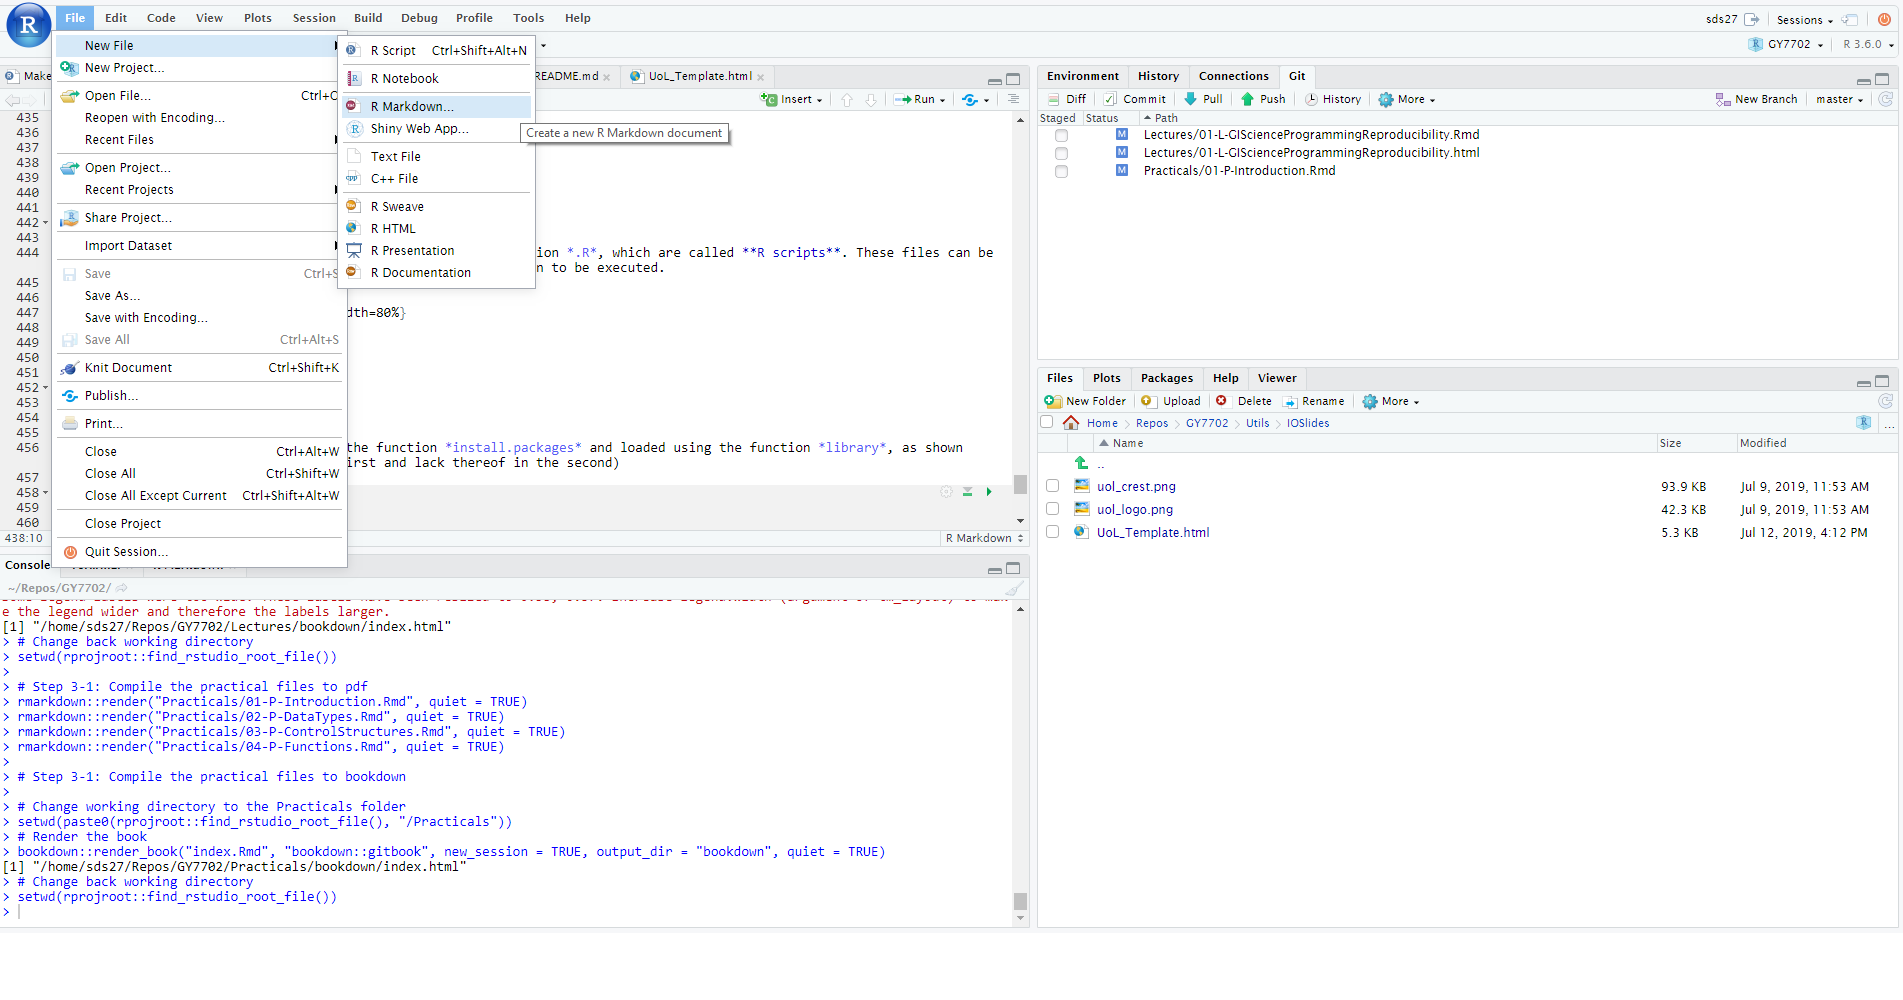 File Edit Code View Plots Session Build Debug Profile Tools Help
sds27 Sessions
GY7702 R 3.6.0
New File
New Project...
Open File... Ctrl+O
Reopen with Encoding...
Recent Files
Open Project...
Recent Projects
Share Project...
Import Dataset
Save Ctrl+S
Save As...
Save with Encoding...
Save All Ctrl+Alt+S
Knit Document Ctrl+Shift+K
Publish...
Print...
Close Ctrl+Alt+W
Close All Ctrl+Shift+W
Close All Except Current Ctrl+Shift+Alt+W
Close Project
Quit Session...
R Script Ctrl+Shift+Alt+N
R Notebook
R Markdown...
Shiny Web App...
Text File
C++ File
R Sweave
R HTML
R Presentation
R Documentation
Create a new R Markdown document
Make
README.md UoL_Template.html
Insert Run
435
436
437
438
439
440
441
442
443
444 ion *.R*, which are called **R scripts**. These files can be
n to be executed.
445
446
447 dth=80%}
448
449
450
451
452
453
454
455
456 the function *install.packages* and loaded using the function *library*, as shown
irst and lack thereof in the second)
457
458
459
460
438:10 R Markdown
Console
~/Repos/GY7702/
e the legend wider and therefore the labels larger.
[1] "/home/sds27/Repos/GY7702/Lectures/bookdown/index.html"
> # Change back working directory
> setwd(rprojroot::find_rstudio_root_file())
>
> # Step 3-1: Compile the practical files to pdf
> rmarkdown::render("Practicals/01-P-Introduction.Rmd", quiet = TRUE)
> rmarkdown::render("Practicals/02-P-DataTypes.Rmd", quiet = TRUE)
> rmarkdown::render("Practicals/03-P-ControlStructures.Rmd", quiet = TRUE)
> rmarkdown::render("Practicals/04-P-Functions.Rmd", quiet = TRUE)
>
> # Step 3-1: Compile the practical files to bookdown
>
> # Change working directory to the Practicals folder
> setwd(paste0(rprojroot::find_rstudio_root_file(), "/Practicals"))
> # Render the book
> bookdown::render_book("index.Rmd", "bookdown::gitbook", new_session = TRUE, output_dir = "bookdown", quiet = TRUE)
[1] "/home/sds27/Repos/GY7702/Practicals/bookdown/index.html"
> # Change back working directory
> setwd(rprojroot::find_rstudio_root_file())
>
Environment History Connections Git
Diff Commit Pull Push History More New Branch master
Staged Status Path
M Lectures/01-L-GIScienceProgrammingReproducibility.Rmd
M Lectures/01-L-GIScienceProgrammingReproducibility.html
M Practicals/01-P-Introduction.Rmd
Files Plots Packages Help Viewer
New Folder Upload Delete Rename More
Home Repos GY7702 Utils IOSlides ...
Name Size Modified
..
uol_crest.png 93.9 KB Jul 9, 2019, 11:53 AM
uol_logo.png 42.3 KB Jul 9, 2019, 11:53 AM
UoL_Template.html 5.3 KB Jul 12, 2019, 4:12 PM